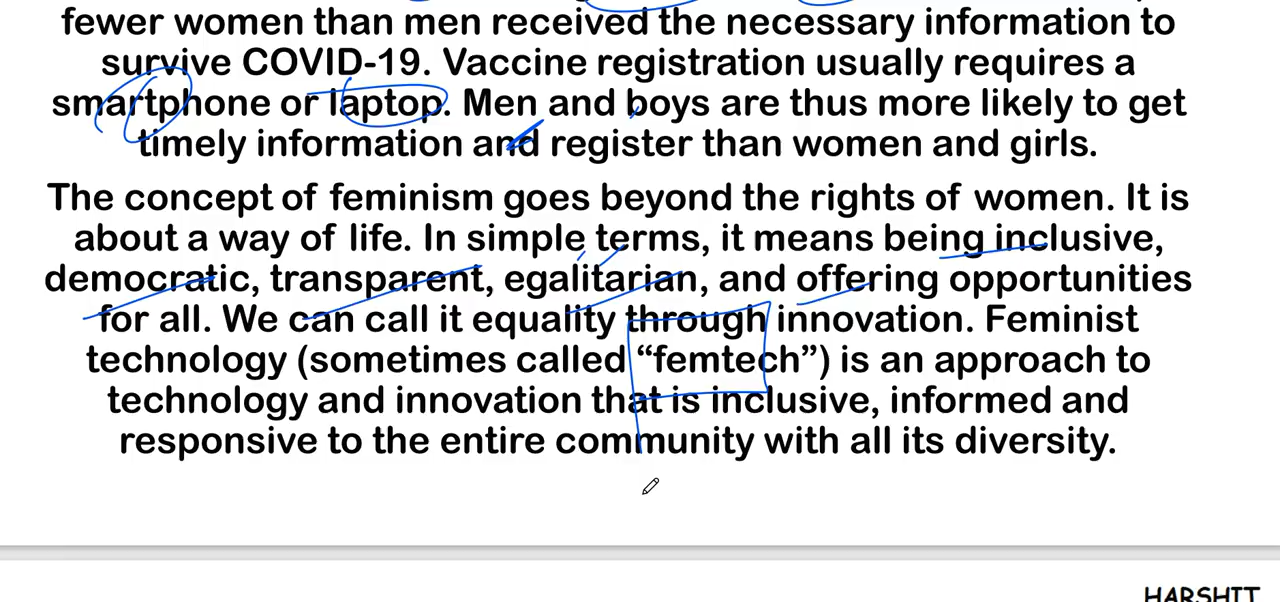 fewer women than men received the necessary information to
survive COVID-19. Vaccine registration usually requires a
smartphone or laptop. Men and boys are thus more likely to get
timely information and register than women and girls.
The concept of feminism goes beyond the rights of women. It is
about a way of life. In simple terms, it means being inclusive,
democratic, transparent, egalitarian, and offering opportunities
for all. We can call it equality through innovation. Feminist
technology (sometimes called “femtech”) is an approach to
technology and innovation that is inclusive, informed and
responsive to the entire community with all its diversity.
HARSHIT